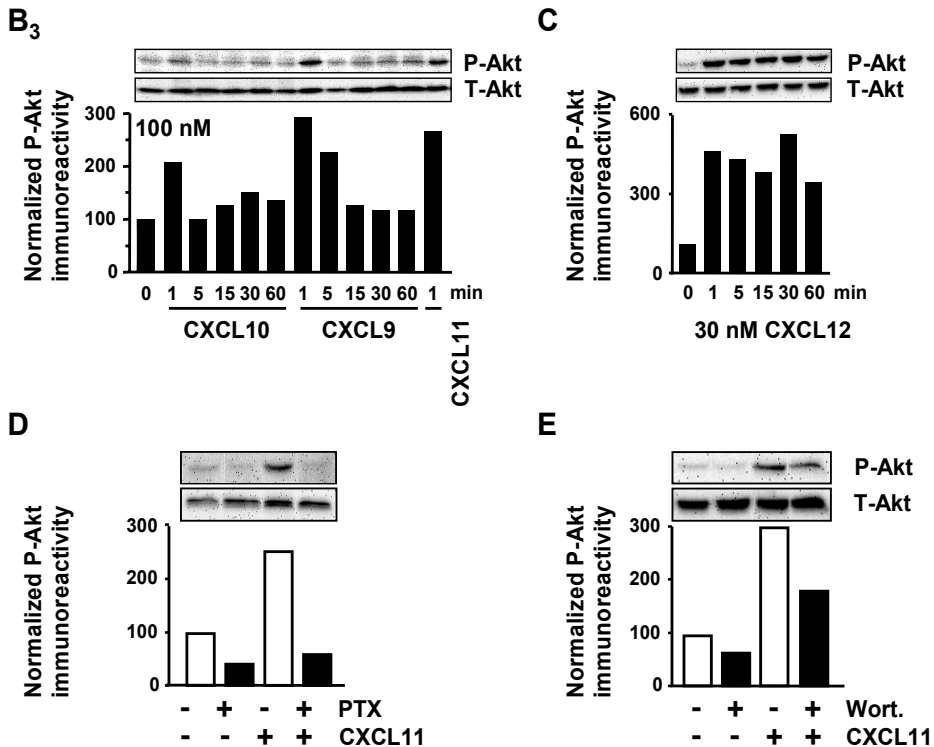 B3
P-Akt
T-Akt
Normalized P-Akt
immunoreactivity
300
200
100
0
100 nM
0 1 5 15 30 60 1 5 15 30 60 1 min
CXCL10 CXCL9 CXCL11
C
P-Akt
T-Akt
Normalized P-Akt
immunoreactivity
600
300
0
0 1 5 15 30 60 min
30 nM CXCL12
D
Normalized P-Akt
immunoreactivity
300
200
100
0
- + - + PTX
- - + + CXCL11
E
P-Akt
T-Akt
Normalized P-Akt
immunoreactivity
300
200
100
0
- + - + Wort.
- - + + CXCL11